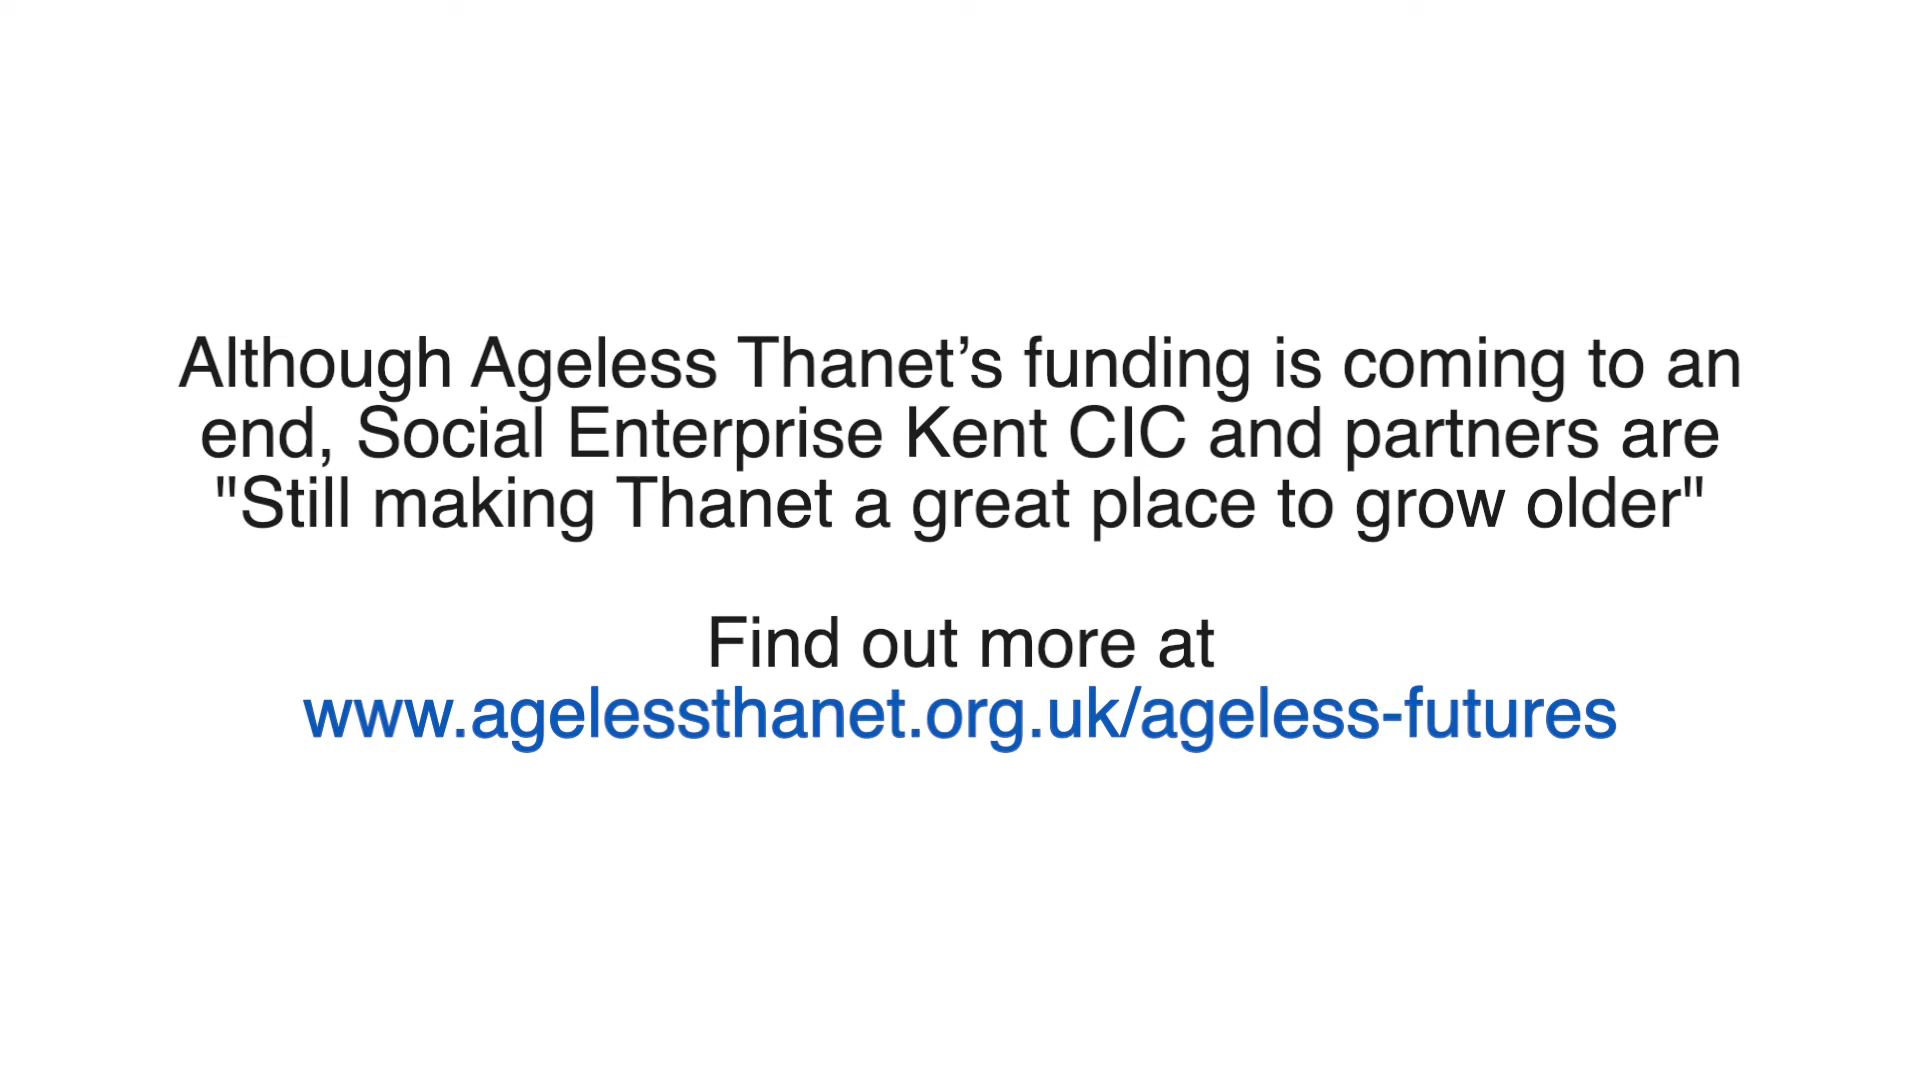 Although Ageless Thanet’s funding is coming to an
end, Social Enterprise Kent CIC and partners are
"Still making Thanet a great place to grow older"
Find out more at
www.agelessthanet.org.uk/ageless-futures